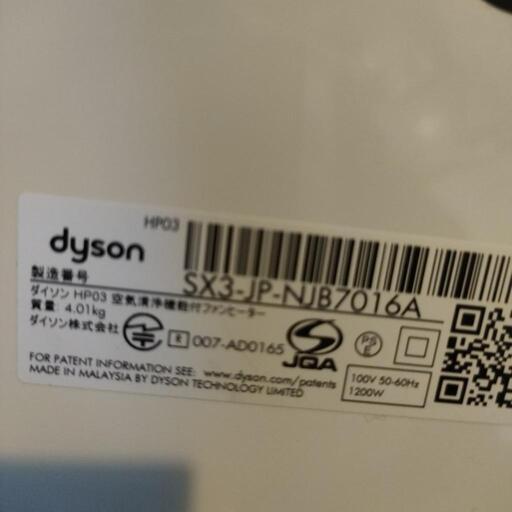 HP03
dyson
製造番号
SX3-JP-NJB7016A
ダイソン HP03 空気清浄機能付ファンヒーター
質量: 4.01kg
ダイソン株式会社
R 007-AD0165
JQA
PS
E
FOR PATENT INFORMATION SEE: www.dyson.com/patents
MADE IN MALAYSIA BY DYSON TECHNOLOGY LIMITED
100V 50-60Hz
1200W